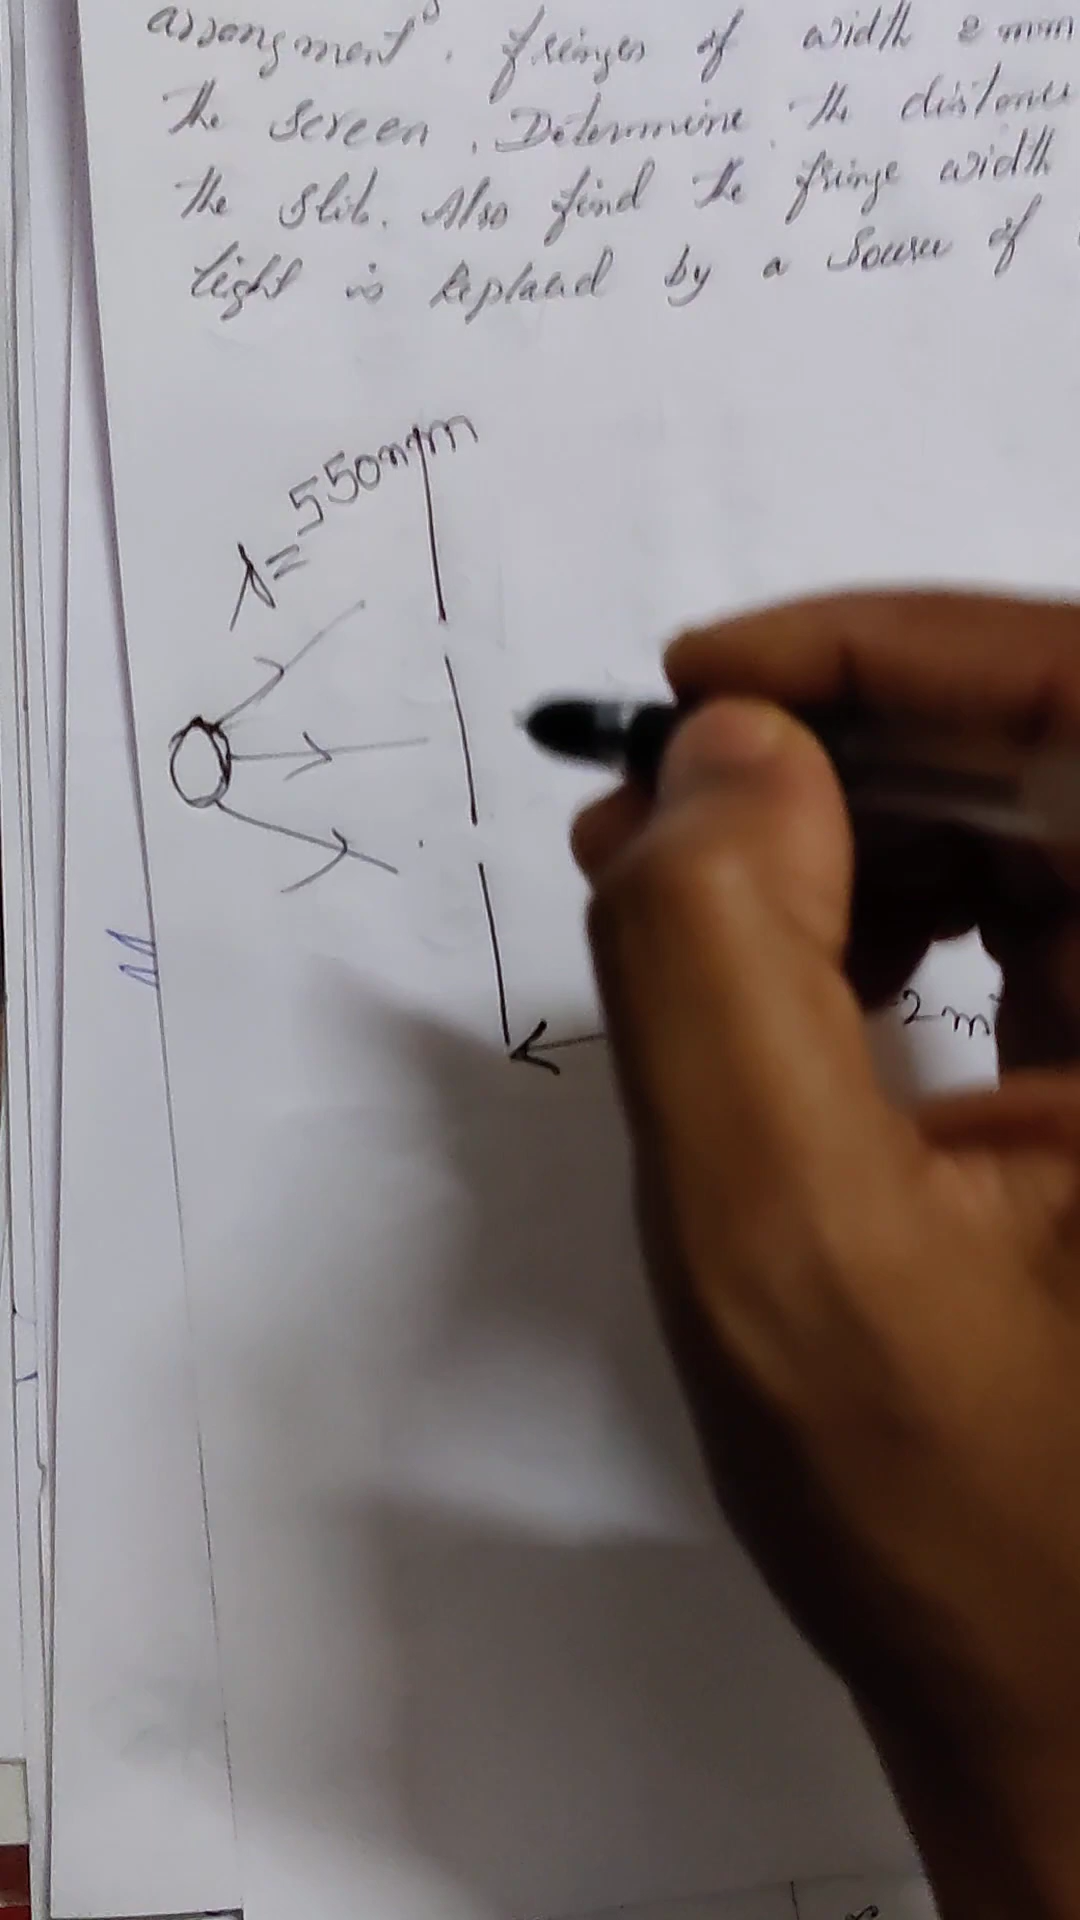 arrangment. fringes of width 2 mm
the screen. Determine the distance
the slit. Also find the fringe width
light is replaced by a source of
λ = 550nm
2m